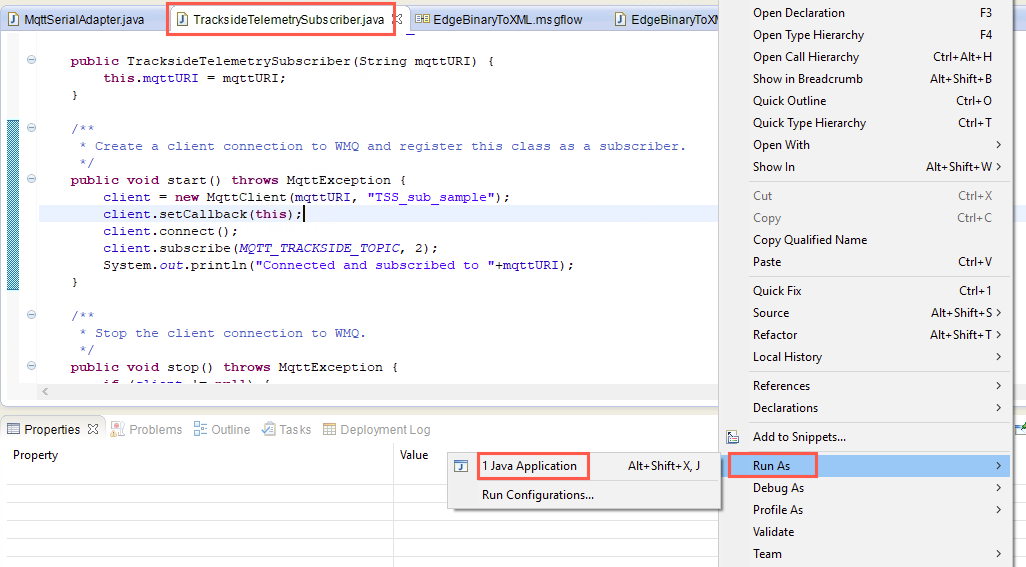 MqttSerialAdapter.java
TracksideTelemetrySubscriber.java
EdgeBinaryToXML.msgflow
EdgeBinaryToXM
public TracksideTelemetrySubscriber(String mqttURI) {
this.mqttURI = mqttURI;
}
/**
* Create a client connection to WMQ and register this class as a subscriber.
*/
public void start() throws MqttException {
client = new MqttClient(mqttURI, "TSS_sub_sample");
client.setCallback(this);
client.connect();
client.subscribe(MQTT_TRACKSIDE_TOPIC, 2);
System.out.println("Connected and subscribed to "+mqttURI);
}
/**
* Stop the client connection to WMQ.
*/
public void stop() throws MqttException {
if (client != null) {
Properties
Problems
Outline
Tasks
Deployment Log
Property
Value
1 Java Application Alt+Shift+X, J
Run Configurations...
Open Declaration F3
Open Type Hierarchy F4
Open Call Hierarchy Ctrl+Alt+H
Show in Breadcrumb Alt+Shift+B
Quick Outline Ctrl+O
Quick Type Hierarchy Ctrl+T
Open With
Show In Alt+Shift+W
Cut Ctrl+X
Copy Ctrl+C
Copy Qualified Name
Paste Ctrl+V
Quick Fix Ctrl+1
Source Alt+Shift+S
Refactor Alt+Shift+T
Local History
References
Declarations
Add to Snippets...
Run As
Debug As
Profile As
Validate
Team